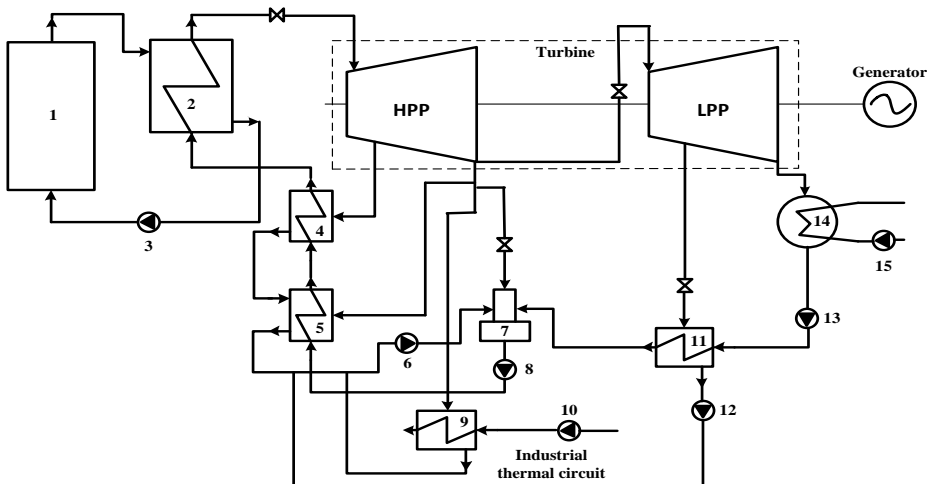 Turbine
Generator
1
2
HPP
LPP
3
4
14
15
5
7
6
8
13
11
12
9
10
Industrial
thermal circuit